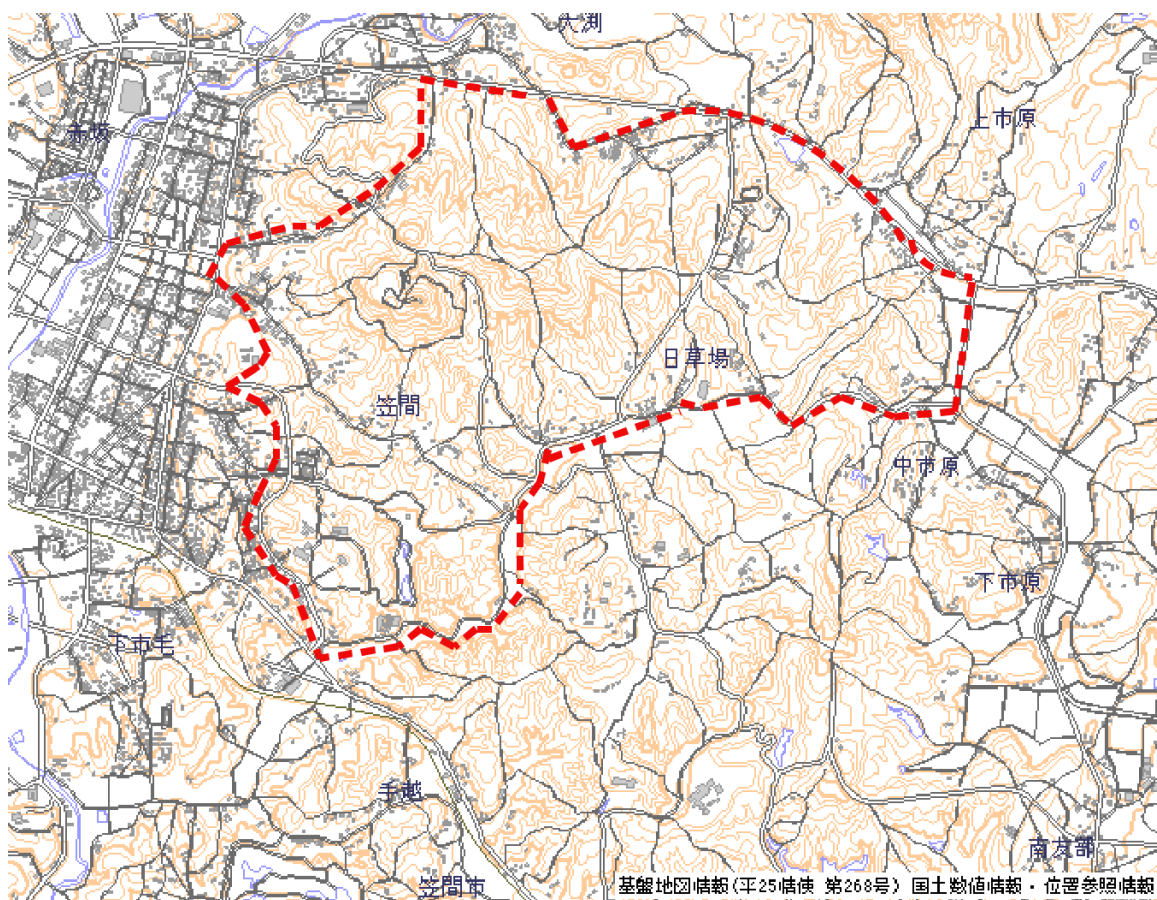 大渕
赤坂
上市原
日草場
笠間
中市原
下市原
下市毛
手越
南友部
笠間市
基盤地図情報(平25情使 第268号) 国土数値情報・位置参照情報